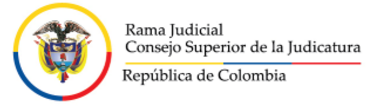 Rama Judicial
Consejo Superior de la Judicatura
República de Colombia